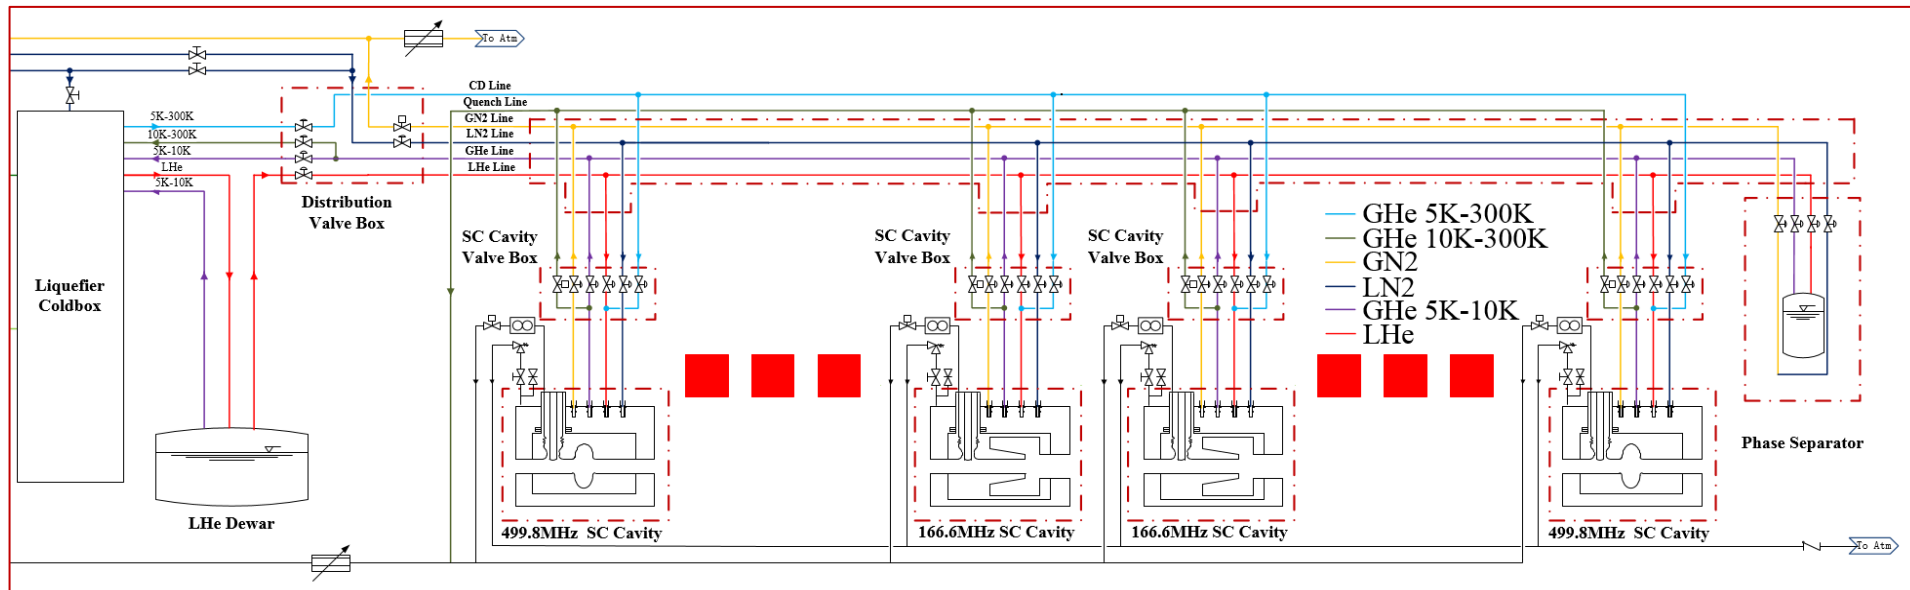 To Atm
CD Line
Quench Line
GN2 Line
LN2 Line
GHe Line
LHe Line
5K-300K
10K-300K
5K-10K
LHe
5K-10K
Distribution
Valve Box
Liquefier
Coldbox
LHe Dewar
SC Cavity
Valve Box
SC Cavity
Valve Box
SC Cavity
Valve Box
GHe 5K-300K
GHe 10K-300K
GN2
LN2
GHe 5K-10K
LHe
Phase Separator
499.8MHz SC Cavity
166.6MHz SC Cavity
166.6MHz SC Cavity
499.8MHz SC Cavity
To Atm